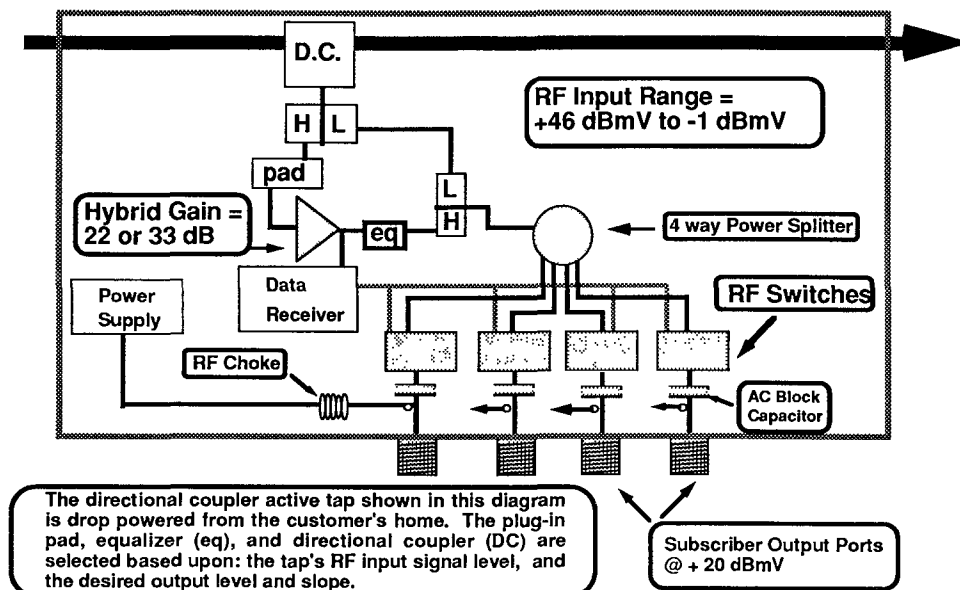 D.C.
RF Input Range =
+46 dBmV to -1 dBmV
H L
pad
L
H
Hybrid Gain =
22 or 33 dB
eq
4 way Power Splitter
Data
Receiver
Power
Supply
RF Switches
RF Choke
AC Block
Capacitor
The directional coupler active tap shown in this diagram
is drop powered from the customer's home. The plug-in
pad, equalizer (eq), and directional coupler (DC) are
selected based upon: the tap's RF input signal level, and
the desired output level and slope.
Subscriber Output Ports
@ + 20 dBmV